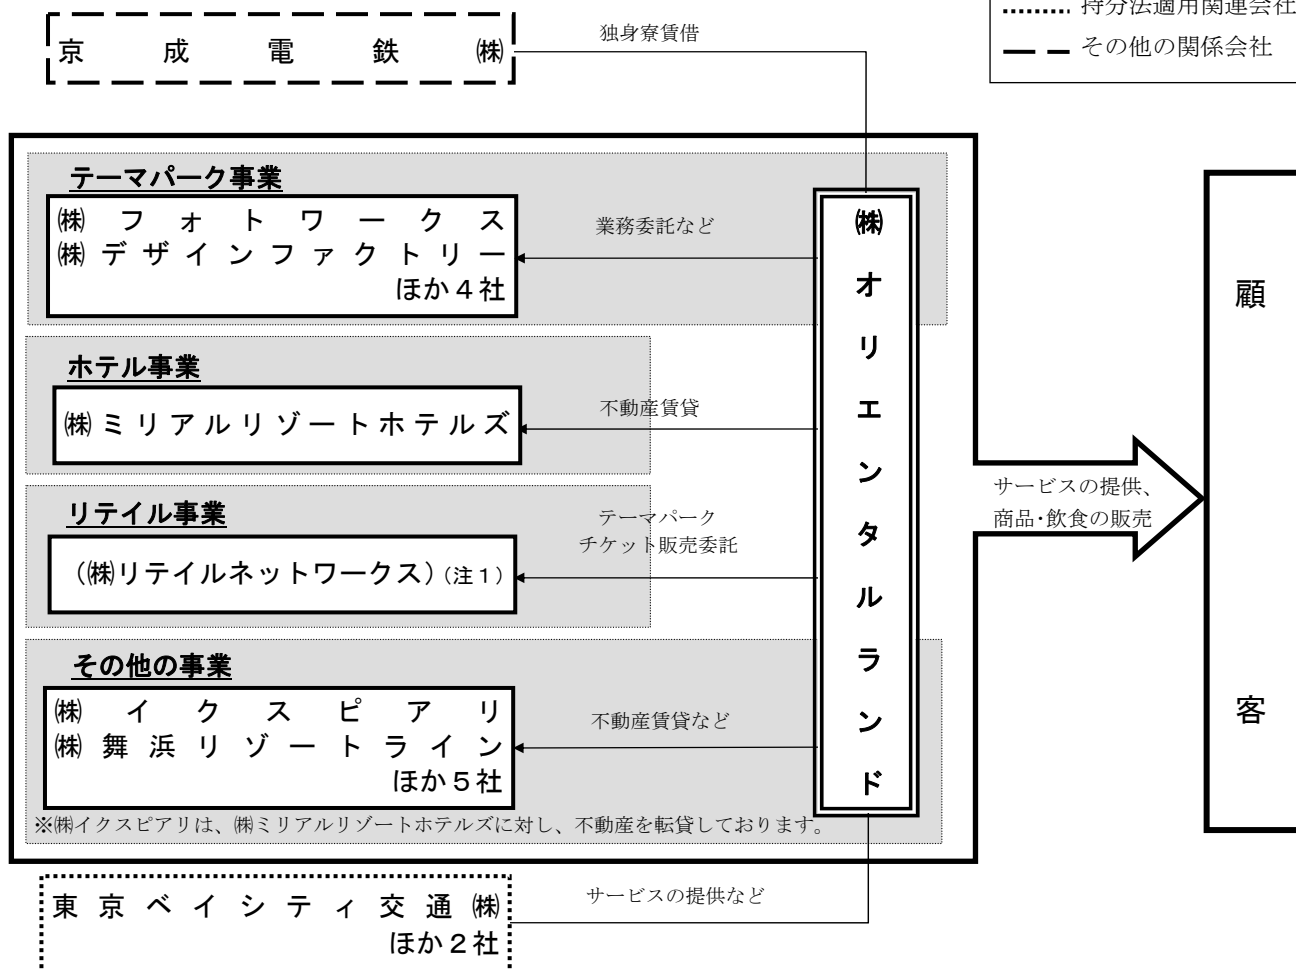 持分法適用関連会社
その他の関係会社
京成電鉄㈱
独身寮賃借
テーマパーク事業
㈱フォトワークス
㈱デザインファクトリー
ほか４社
業務委託など
ホテル事業
㈱ミリアルリゾートホテルズ
不動産賃貸
リテイル事業
（㈱リテイルネットワークス）（注１）
テーマパーク
チケット販売委託
その他の事業
㈱イクスピアリ
㈱舞浜リゾートライン
ほか５社
不動産賃貸など
※㈱イクスピアリは、㈱ミリアルリゾートホテルズに対し、不動産を転貸しております。
㈱オリエンタルランド
サービスの提供、
商品・飲食の販売
顧客
東京ベイシティ交通㈱
ほか２社
サービスの提供など